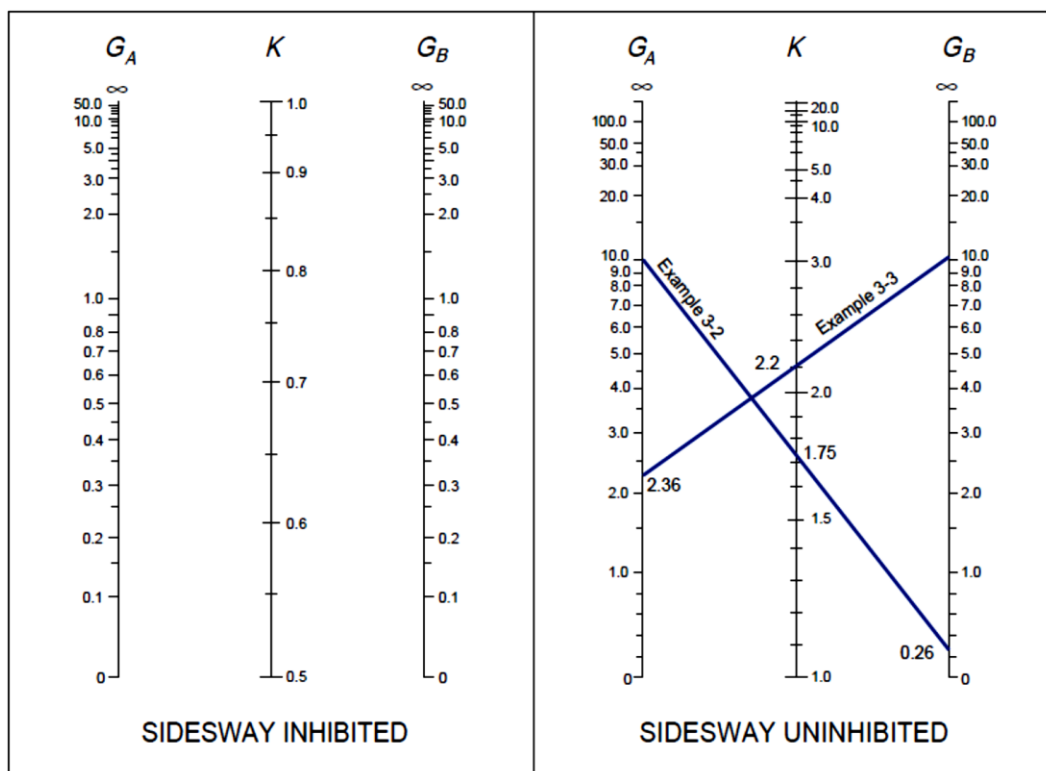 G_A K G_B
∞ ∞
50.0 1.0 50.0
10.0 10.0
5.0 0.9 5.0
3.0 3.0
2.0 2.0
0.8
1.0 1.0
0.8 0.8
0.7 0.7
0.6 0.7 0.6
0.5 0.5
0.4 0.4
0.3 0.3
0.6
0.2 0.2
0.1 0.1
0 0.5 0
SIDESWAY INHIBITED
G_A K G_B
∞ ∞
20.0
100.0 10.0 100.0
50.0 50.0
30.0 5.0 30.0
20.0 4.0 20.0
10.0 3.0 10.0
9.0 9.0
8.0 8.0
7.0 7.0
Example 3-2
Example 3-3
6.0 6.0
5.0 5.0
2.2
4.0 2.0 4.0
3.0 3.0
1.75
2.36
2.0 2.0
1.5
1.0 1.0
0.26
0 1.0 0
SIDESWAY UNINHIBITED